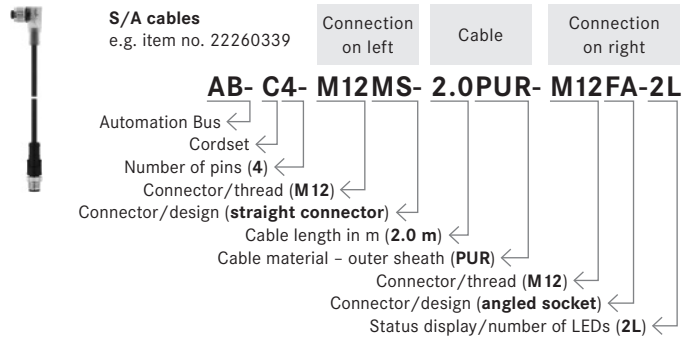 S/A cables
e.g. item no. 22260339
Connection
on left
Cable
Connection
on right
AB- C4- M12MS- 2.0PUR- M12FA-2L
Automation Bus
Cordset
Number of pins (4)
Connector/thread (M12)
Connector/design (straight connector)
Cable length in m (2.0 m)
Cable material – outer sheath (PUR)
Connector/thread (M12)
Connector/design (angled socket)
Status display/number of LEDs (2L)